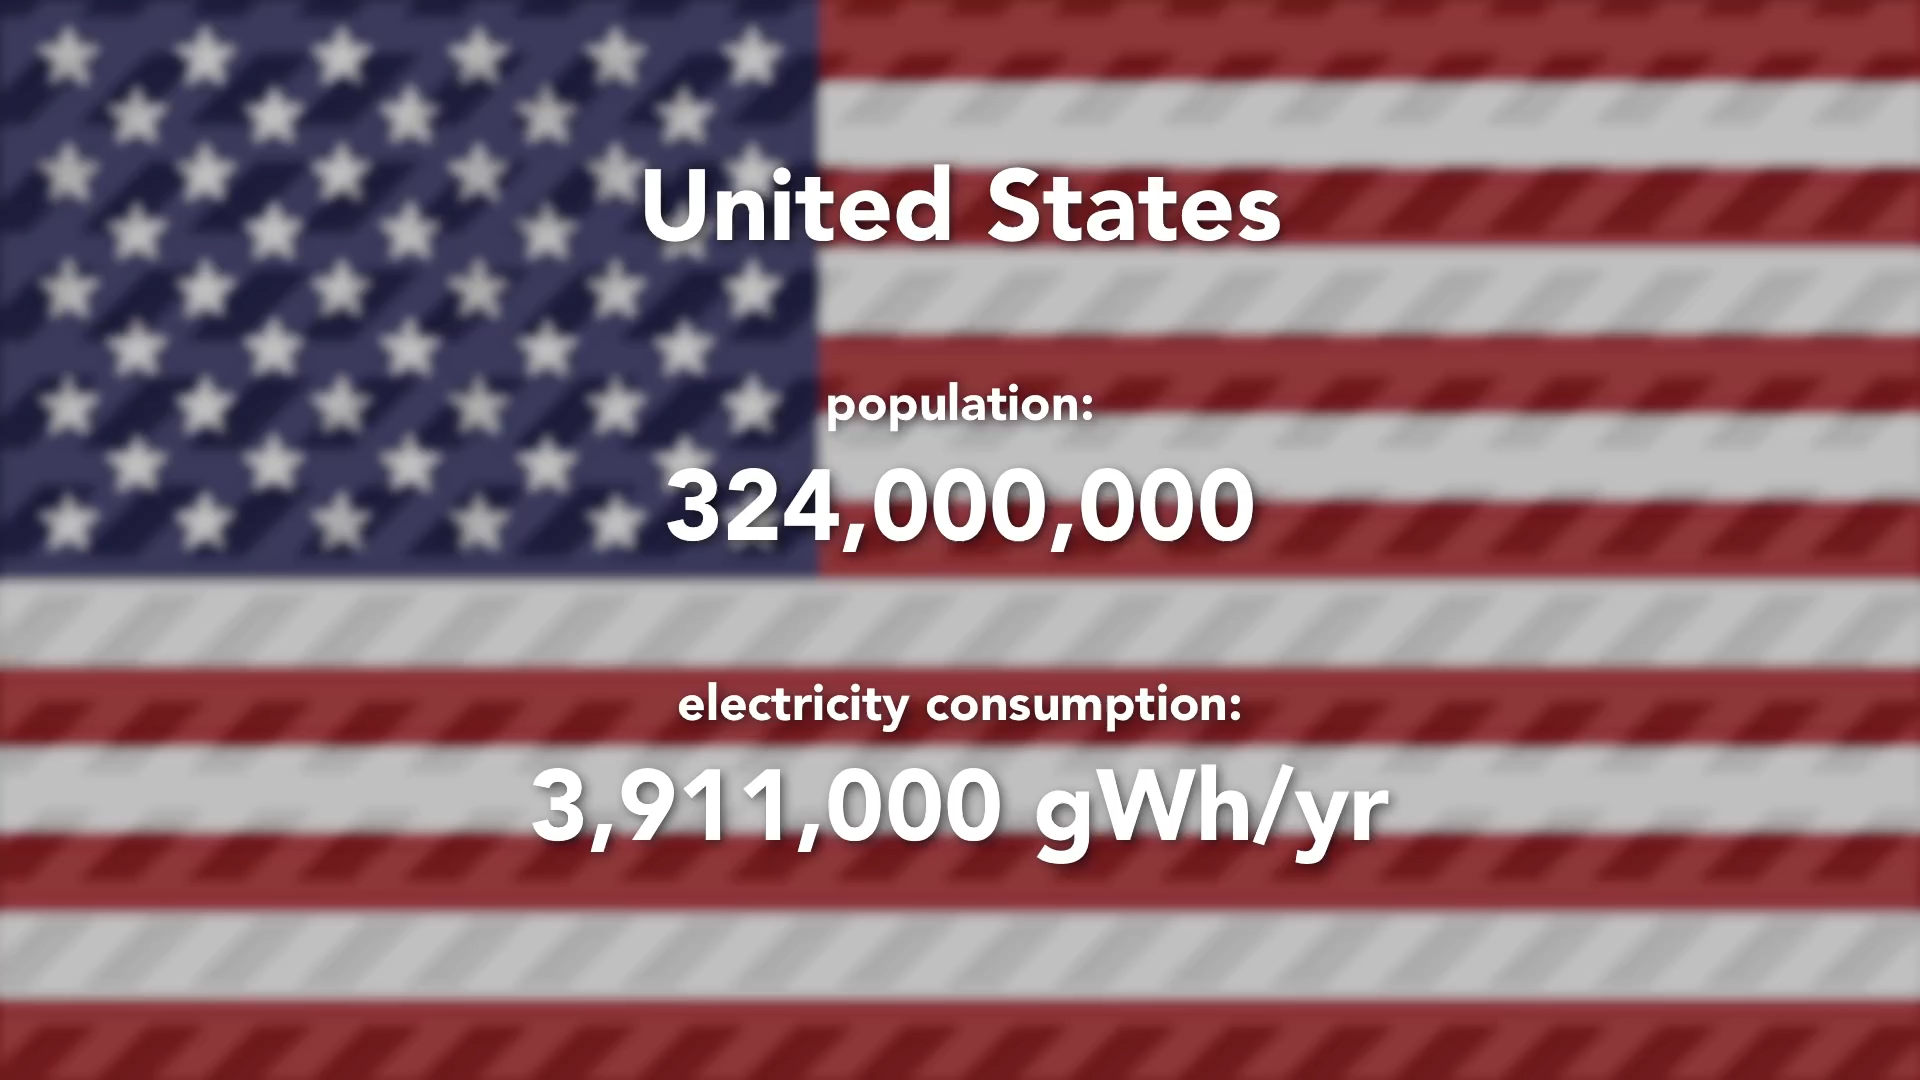 United States
population:
324,000,000
electricity consumption:
3,911,000 gWh/yr